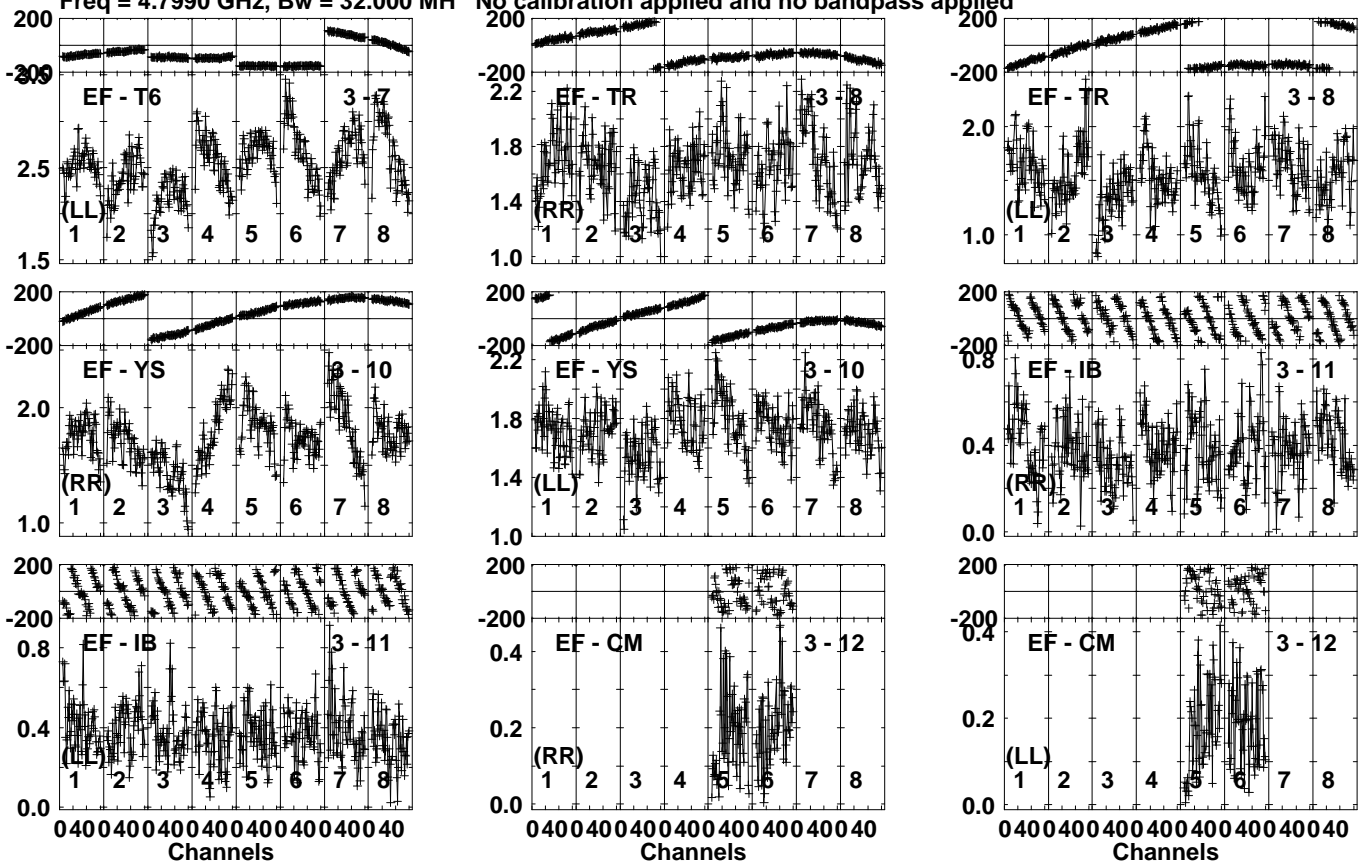 Freq = 4.7990 GHz, Bw = 32.000 MH No calibration applied and no bandpass applied
200 200 200
-200 -200 -200
3.5 EF - T6 3 - 7 2.2 EF - TR 3 - 8 EF - TR 3 - 8
2.0
1.8
2.5
1.4
(LL) (RR) (LL)
1 2 3 4 5 6 7 8 1 2 3 4 5 6 7 8 1.0 1 2 3 4 5 6 7 8
1.5 1.0
200 200 200
-200 -200 -200
EF - YS 3 - 10 2.2 EF - YS 3 - 10 0.8 EF - IB 3 - 11
2.0 1.8
1.4 0.4
(RR) (LL) (RR)
1 2 3 4 5 6 7 8 1 2 3 4 5 6 7 8 1 2 3 4 5 6 7 8
1.0 1.0 0.0
200 200 200
-200 -200 -200
0.8 EF - IB 3 - 11 0.4 EF - CM 3 - 12 0.4 EF - CM 3 - 12
0.4 0.2 0.2
(LL) (RR) (LL)
1 2 3 4 5 6 7 8 1 2 3 4 5 6 7 8 1 2 3 4 5 6 7 8
0.0 0.0 0.0
0 40 0 40 0 40 0 40 0 40 0 40 0 40 0 40 0 40 0 40 0 40 0 40 0 40 0 40 0 40 0 40 0 40 0 40 0 40 0 40 0 40 0 40 0 40 0 40
Channels Channels Channels